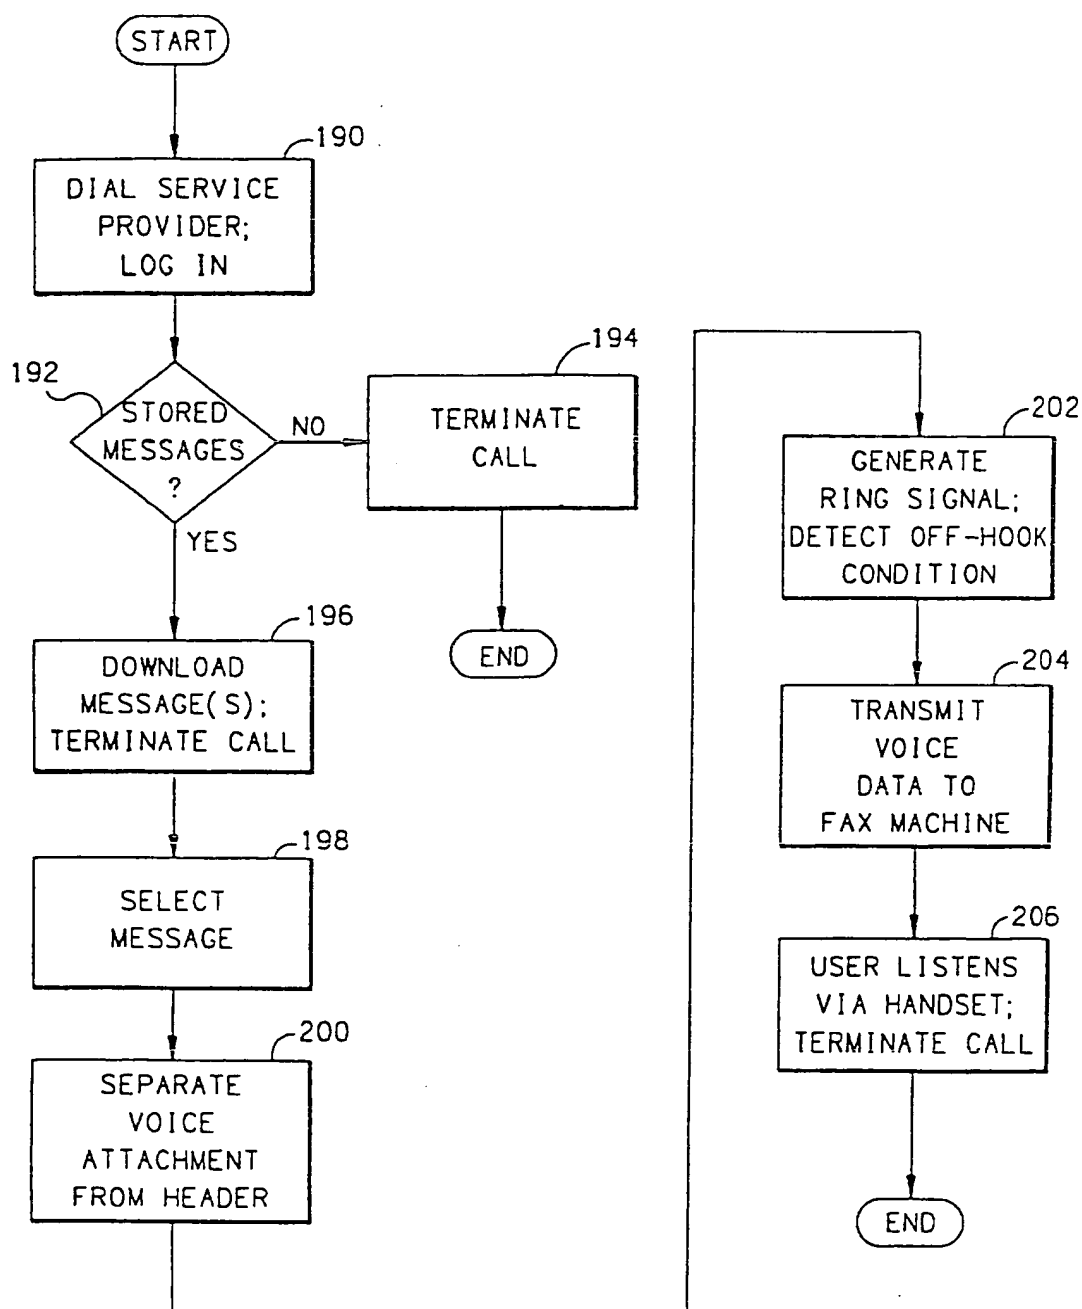 START
190
DIAL SERVICE
PROVIDER;
LOG IN
192
STORED
MESSAGES
?
NO
YES
194
TERMINATE
CALL
END
196
DOWNLOAD
MESSAGE(S);
TERMINATE CALL
198
SELECT
MESSAGE
200
SEPARATE
VOICE
ATTACHMENT
FROM HEADER
202
GENERATE
RING SIGNAL;
DETECT OFF-HOOK
CONDITION
204
TRANSMIT
VOICE
DATA TO
FAX MACHINE
206
USER LISTENS
VIA HANDSET;
TERMINATE CALL
END